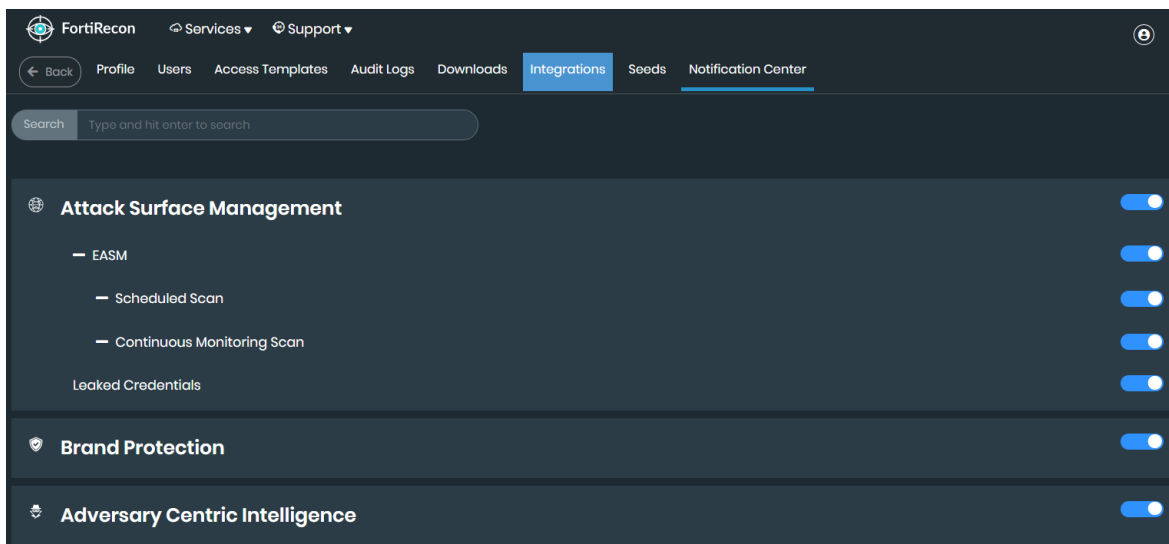 FortiRecon Services Support
Back Profile Users Access Templates Audit Logs Downloads Integrations Seeds Notification Center
Search Type and hit enter to search
Attack Surface Management
EASM
Scheduled Scan
Continuous Monitoring Scan
Leaked Credentials
Brand Protection
Adversary Centric Intelligence